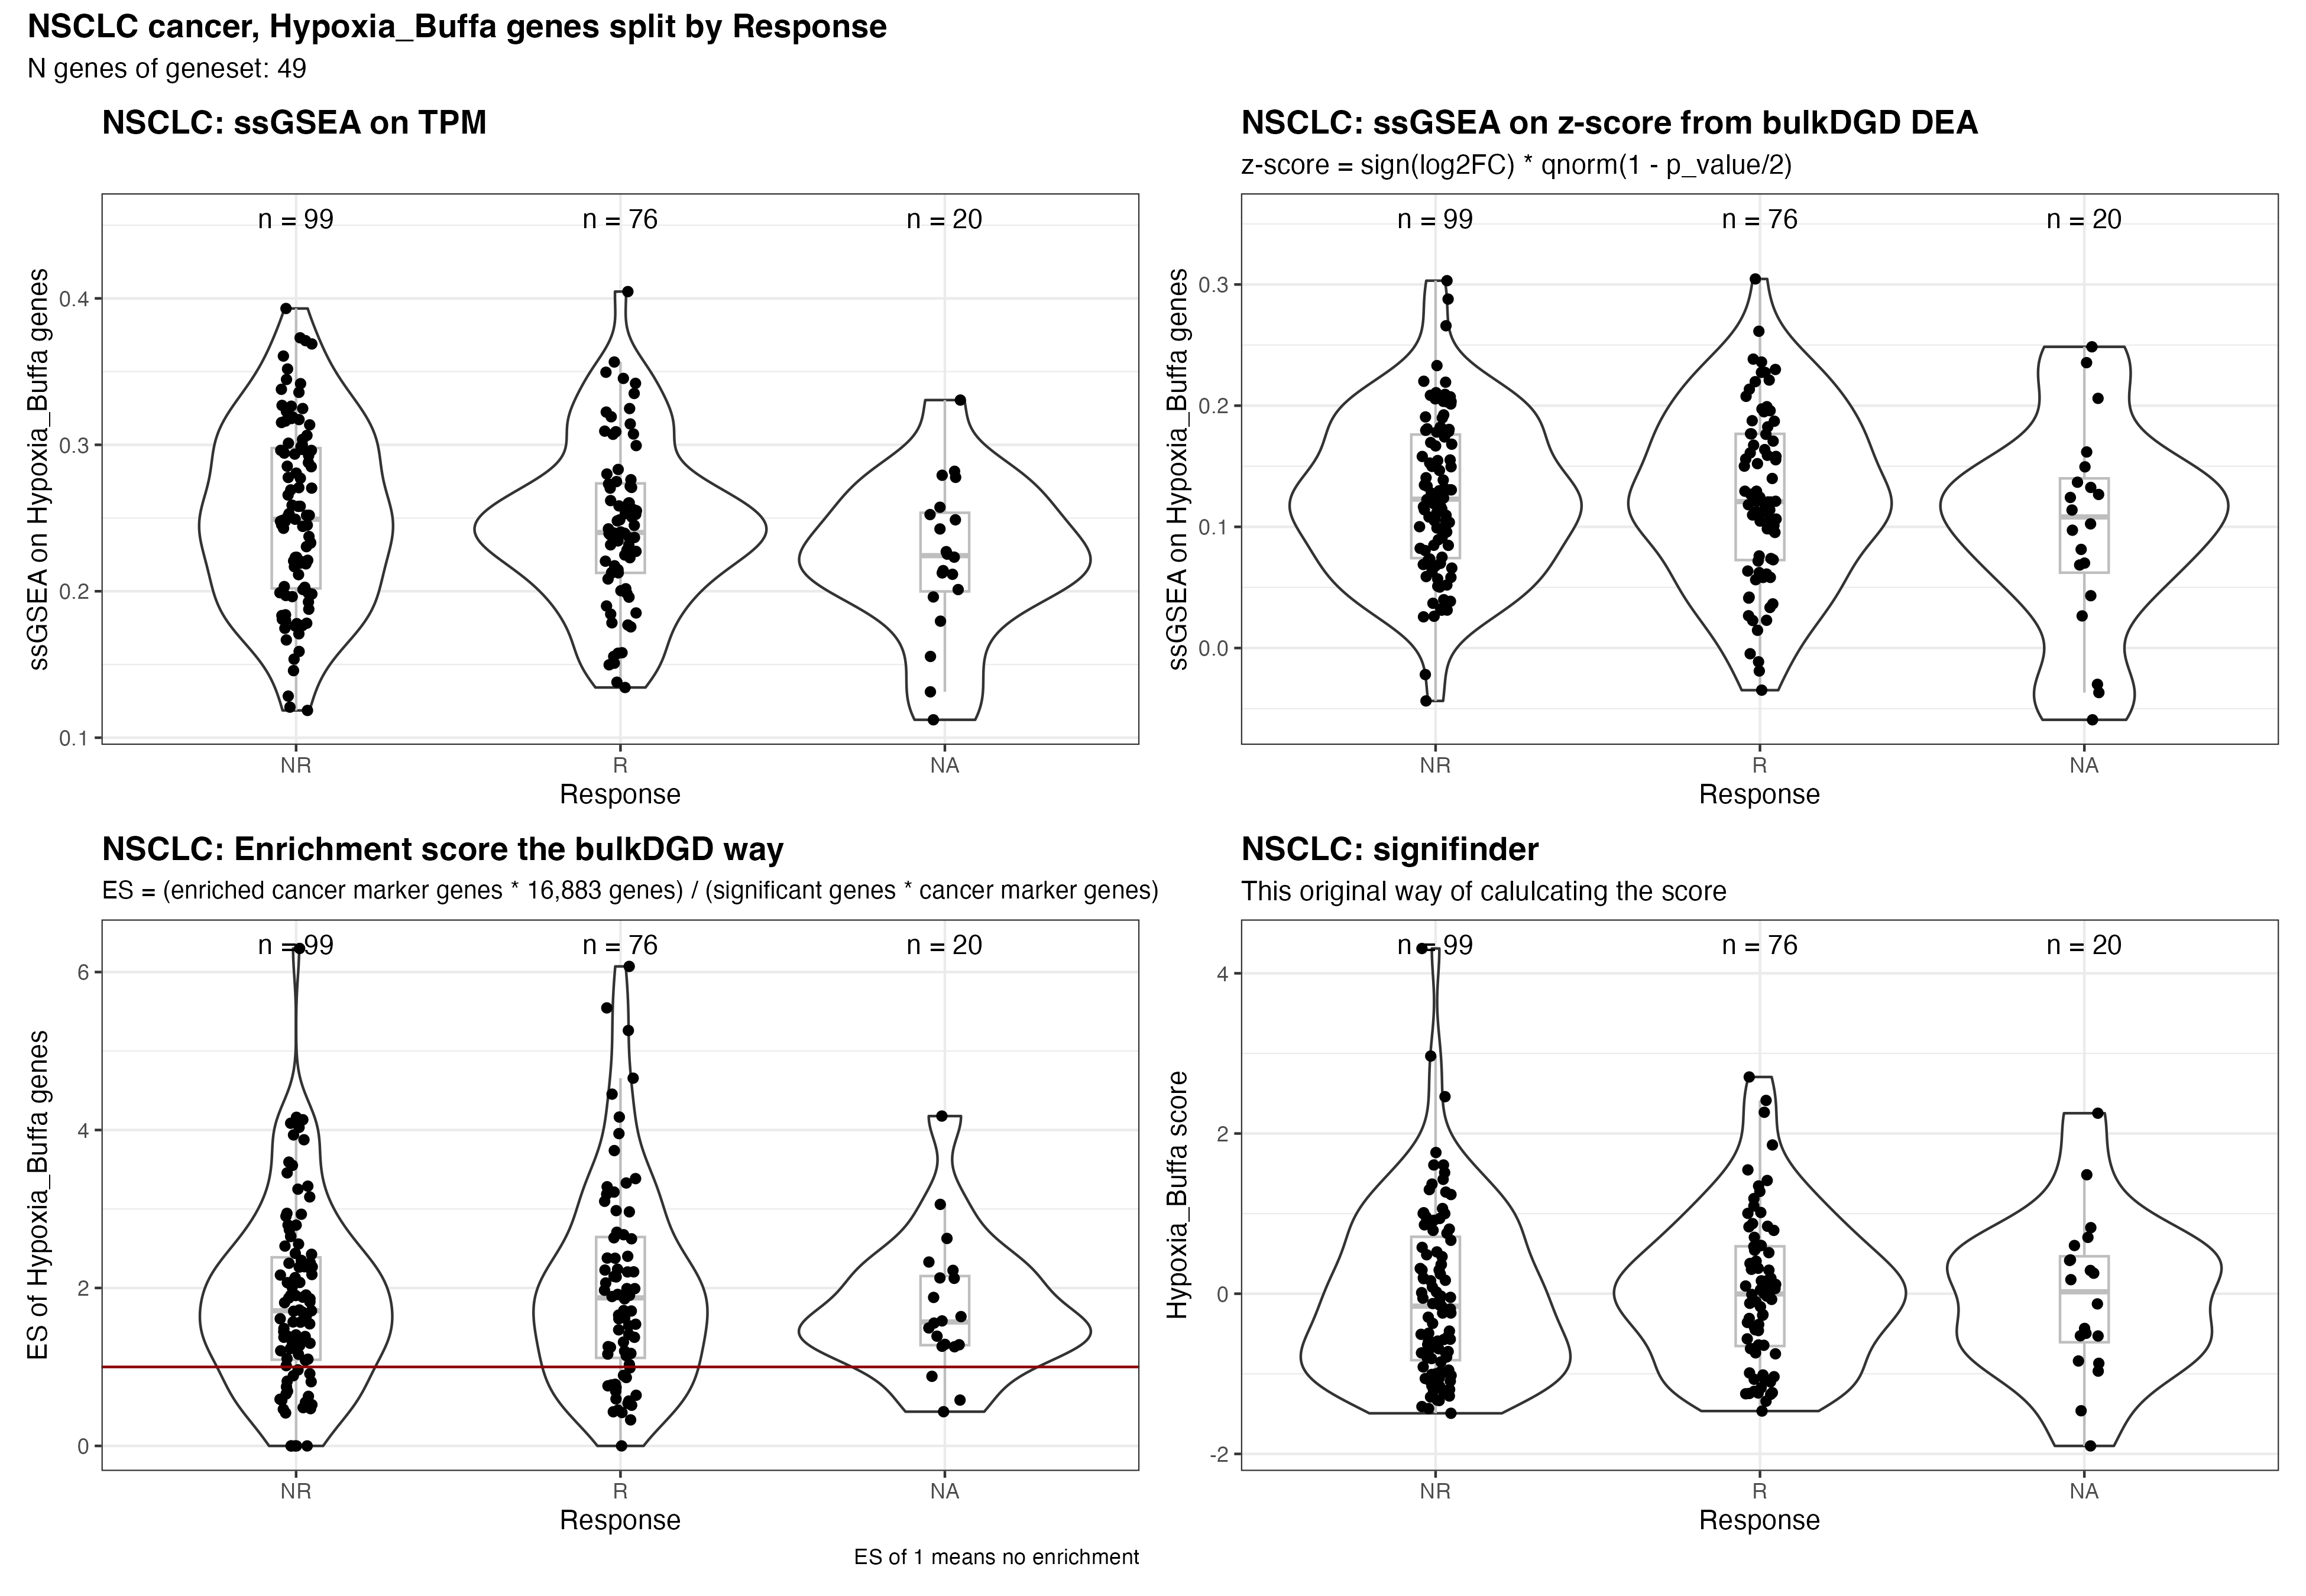 NSCLC cancer, Hypoxia_Buffa genes split by Response
N genes of geneset: 49
NSCLC: ssGSEA on TPM
n = 99
n = 76
n = 20
ssGSEA on Hypoxia_Buffa genes
0.4
0.3
0.2
0.1
NR
R
NA
Response
NSCLC: ssGSEA on z-score from bulkDGD DEA
z-score = sign(log2FC) * qnorm(1 - p_value/2)
n = 99
n = 76
n = 20
ssGSEA on Hypoxia_Buffa genes
0.3
0.2
0.1
0.0
NR
R
NA
Response
NSCLC: Enrichment score the bulkDGD way
ES = (enriched cancer marker genes * 16,883 genes) / (significant genes * cancer marker genes)
n = 99
n = 76
n = 20
ES of Hypoxia_Buffa genes
6
4
2
0
NR
R
NA
Response
ES of 1 means no enrichment
NSCLC: signifinder
This original way of calulcating the score
n = 99
n = 76
n = 20
Hypoxia_Buffa score
4
2
0
-2
NR
R
NA
Response